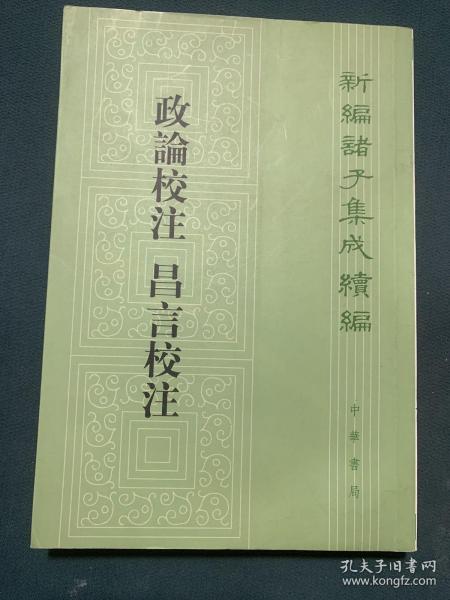 新編諸子集成續編
政論校注 昌言校注
中華書局
孔夫子旧书网
www.kongfz.com